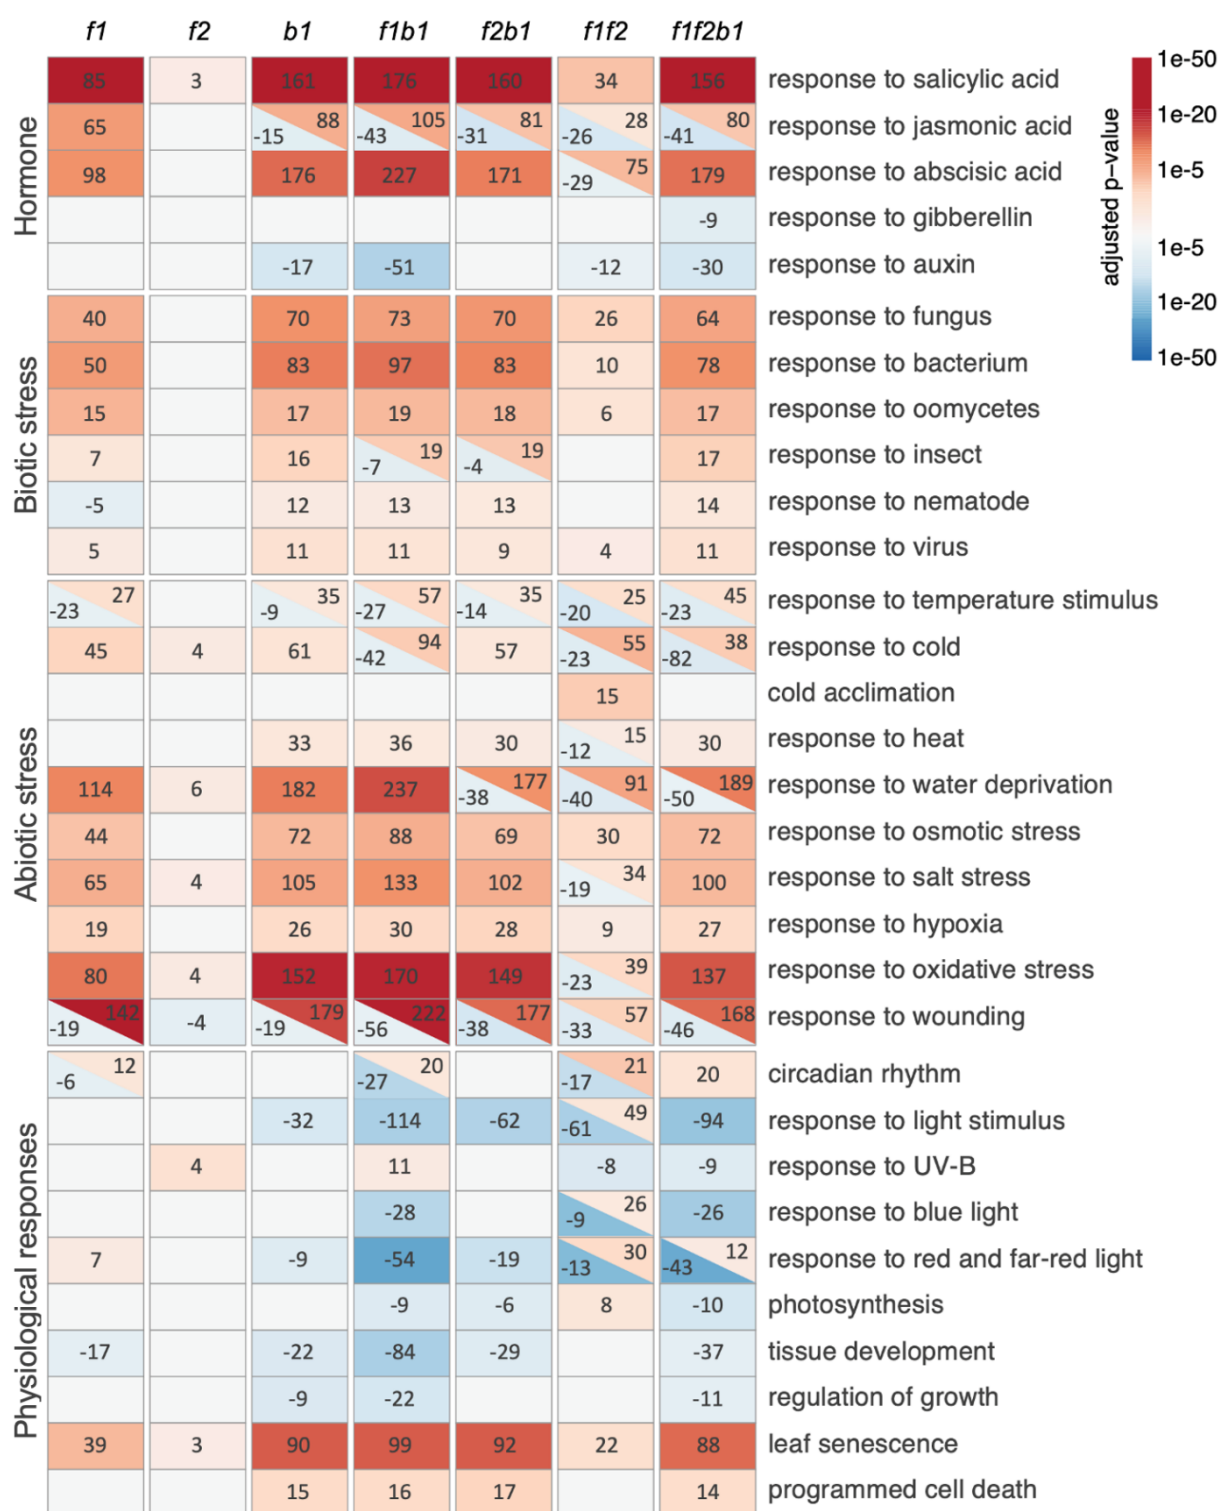 f1 f2 b1 f1b1 f2b1 f1f2 f1f2b1
Hormone
85 3 161 176 160 34 156 response to salicylic acid
65 -15 88 -43 105 -31 81 -26 28 -41 80 response to jasmonic acid
98 176 227 171 -29 75 179 response to abscisic acid
-9 response to gibberellin
-17 -51 -12 -30 response to auxin
Biotic stress
40 70 73 70 26 64 response to fungus
50 83 97 83 10 78 response to bacterium
15 17 19 18 6 17 response to oomycetes
7 16 -7 19 -4 19 17 response to insect
-5 12 13 13 14 response to nematode
5 11 11 9 4 11 response to virus
Abiotic stress
-23 27 -9 35 -27 57 -14 35 -20 25 -23 45 response to temperature stimulus
45 4 61 -42 94 57 -23 55 -82 38 response to cold
15 cold acclimation
33 36 30 -12 15 30 response to heat
114 6 182 237 -38 177 -40 91 -50 189 response to water deprivation
44 72 88 69 30 72 response to osmotic stress
65 4 105 133 102 -19 34 100 response to salt stress
19 26 30 28 9 27 response to hypoxia
80 4 152 170 149 -23 39 137 response to oxidative stress
-19 142 -4 -19 179 -56 222 -38 177 -33 57 -46 168 response to wounding
Physiological responses
-6 12 -27 20 -17 21 20 circadian rhythm
-32 -114 -62 -61 49 -94 response to light stimulus
4 11 -8 -9 response to UV-B
-28 -9 26 -26 response to blue light
7 -9 -54 -19 -13 30 -43 12 response to red and far-red light
-9 -6 8 -10 photosynthesis
-17 -22 -84 -29 -37 tissue development
-9 -22 -11 regulation of growth
39 3 90 99 92 22 88 leaf senescence
15 16 17 14 programmed cell death
adjusted p-value
1e-50
1e-20
1e-5
1e-5
1e-20
1e-50